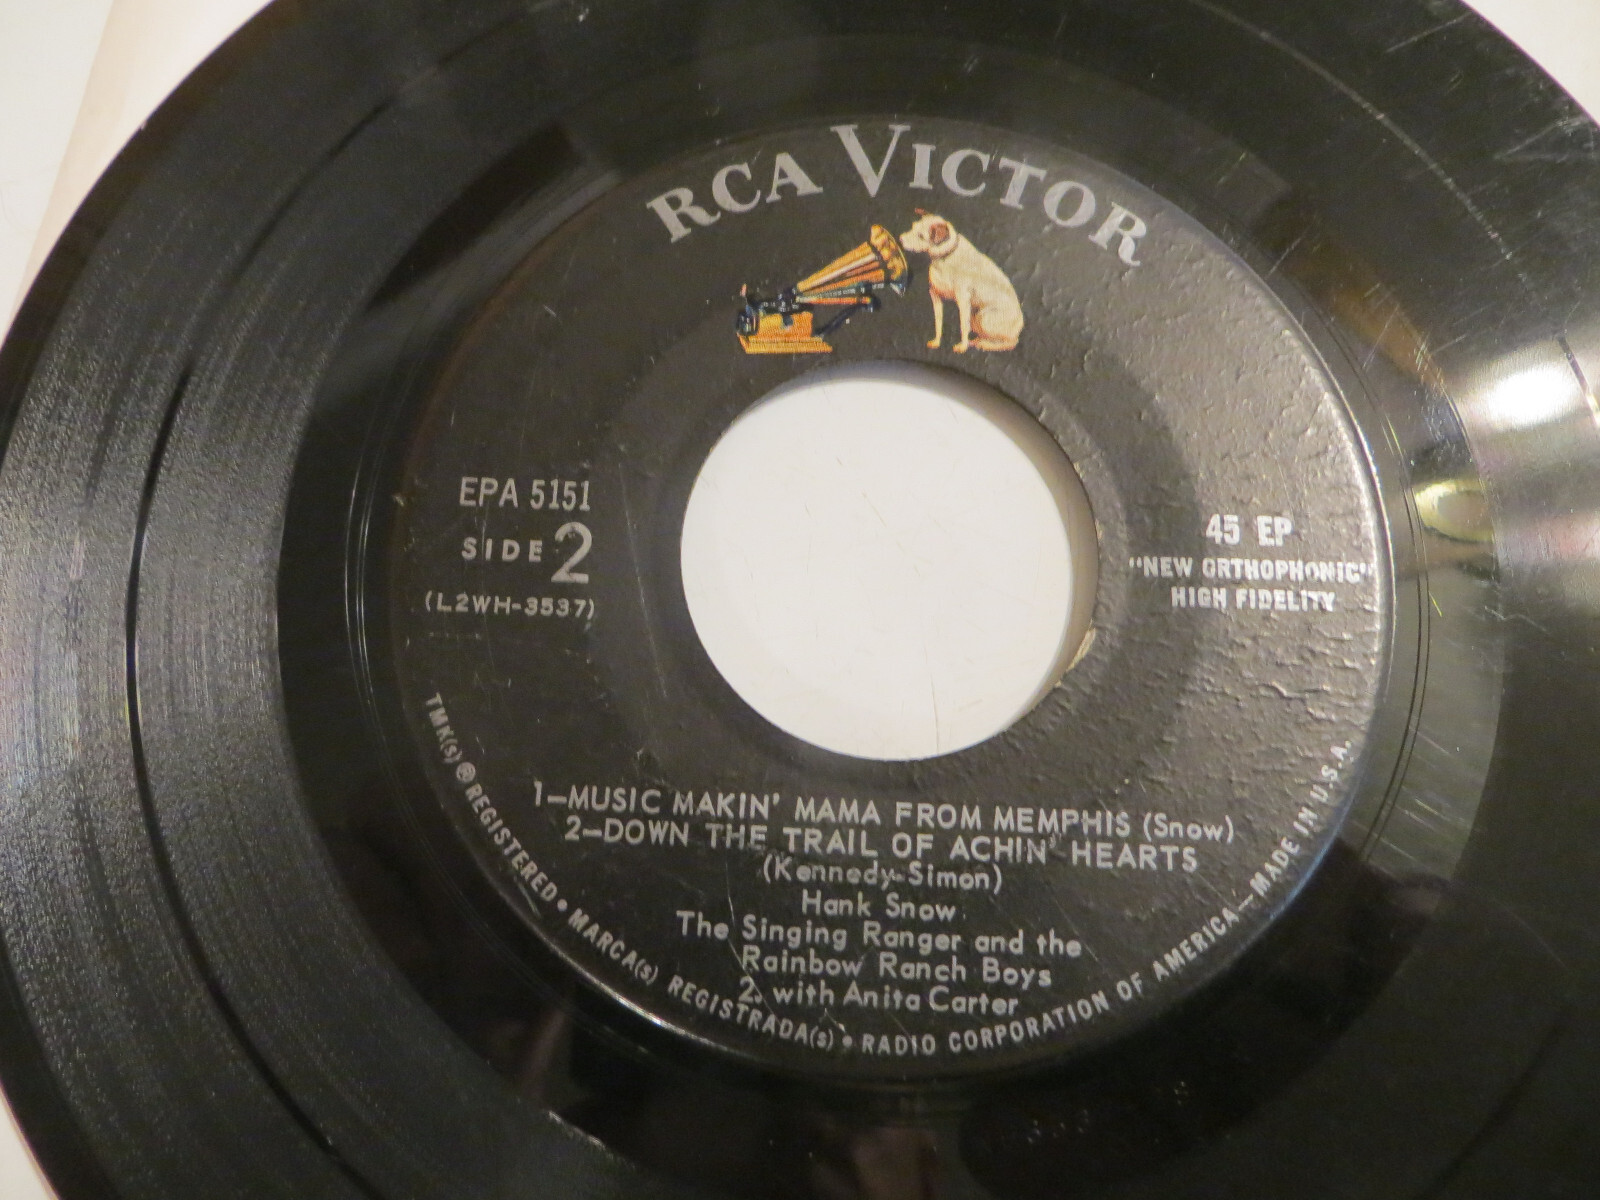 RCA VICTOR
EPA 5151
SIDE 2
(L2WH-3537)
45 EP
"NEW ORTHOPHONIC"
HIGH FIDELITY
1—MUSIC MAKIN' MAMA FROM MEMPHIS (Snow)
2—DOWN THE TRAIL OF ACHIN' HEARTS
(Kennedy-Simon)
Hank Snow
The Singing Ranger and the
Rainbow Ranch Boys
2. with Anita Carter
TMK(s) ® REGISTERED • MARCA(s) REGISTRADA(s) • RADIO CORPORATION OF AMERICA—MADE IN U.S.A.